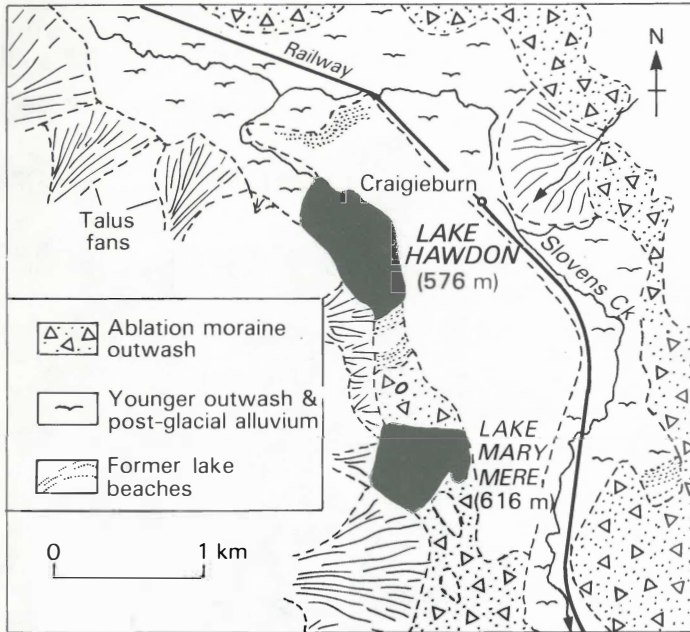 Railway
N
Craigieburn
Talus
fans
LAKE
HAWDON
(576 m)
Slovens Ck
Ablation moraine
outwash
Younger outwash &
post-glacial alluvium
Former lake
beaches
LAKE
MARY
MERE
(616 m)
0 1 km